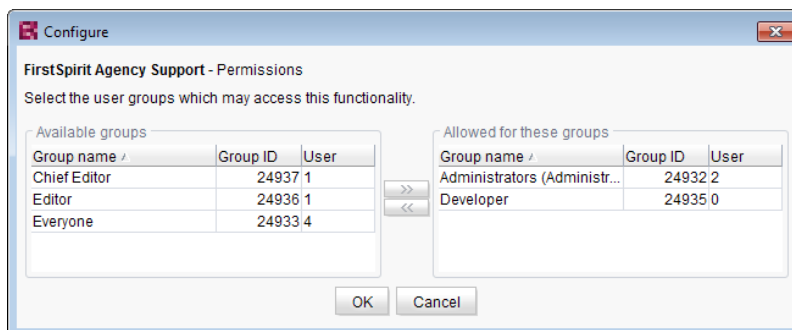 Configure
FirstSpirit Agency Support - Permissions
Select the user groups which may access this functionality.
Available groups
Group name Group ID User
Chief Editor 24937 1
Editor 24936 1
Everyone 24933 4
>>
<<
Allowed for these groups
Group name Group ID User
Administrators (Administr... 24932 2
Developer 24935 0
OK Cancel